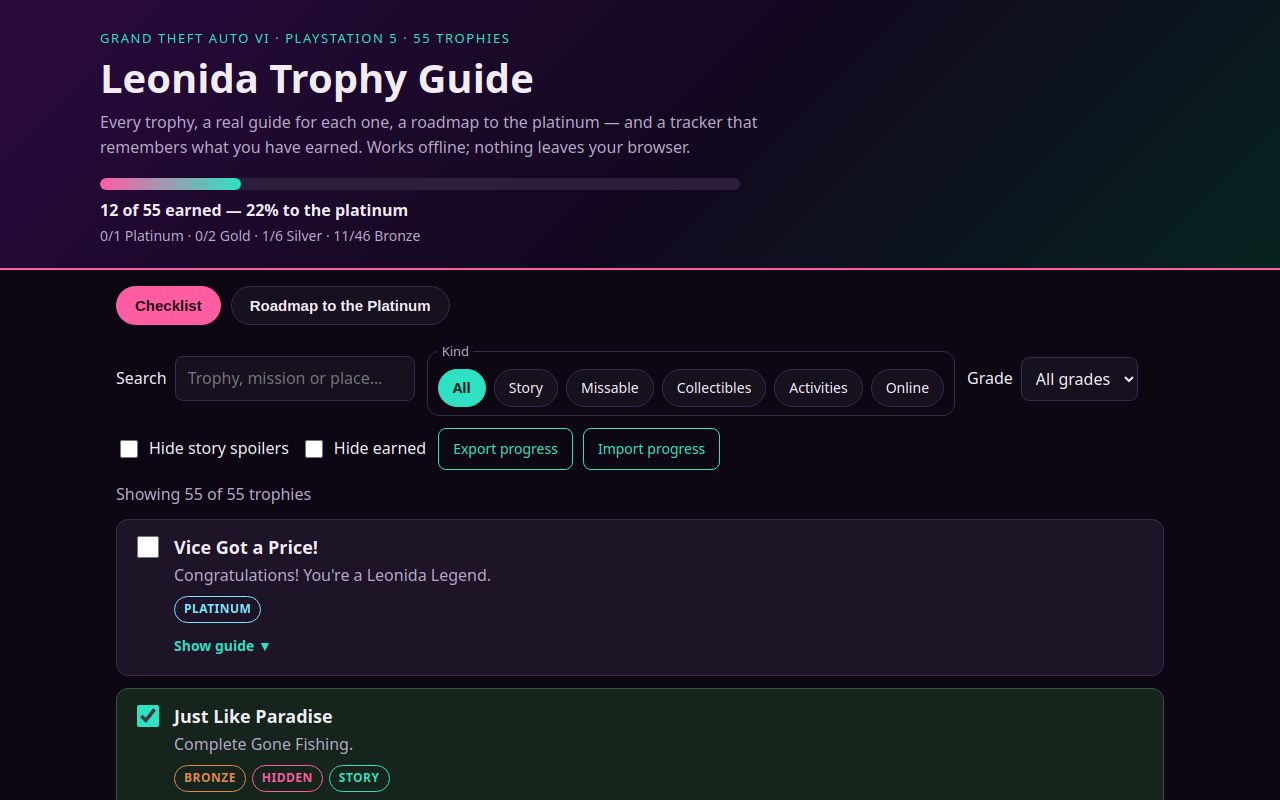 GRAND THEFT AUTO VI · PLAYSTATION 5 · 55 TROPHIES
Leonida Trophy Guide
Every trophy, a real guide for each one, a roadmap to the platinum — and a tracker that
remembers what you have earned. Works offline; nothing leaves your browser.
12 of 55 earned — 22% to the platinum
0/1 Platinum · 0/2 Gold · 1/6 Silver · 11/46 Bronze
Checklist Roadmap to the Platinum
Kind
Search Trophy, mission or place... All Story Missable Collectibles Activities Online Grade All grades
Hide story spoilers Hide earned Export progress Import progress
Showing 55 of 55 trophies
Vice Got a Price!
Congratulations! You're a Leonida Legend.
PLATINUM
Show guide ▼
Just Like Paradise
Complete Gone Fishing.
BRONZE HIDDEN STORY